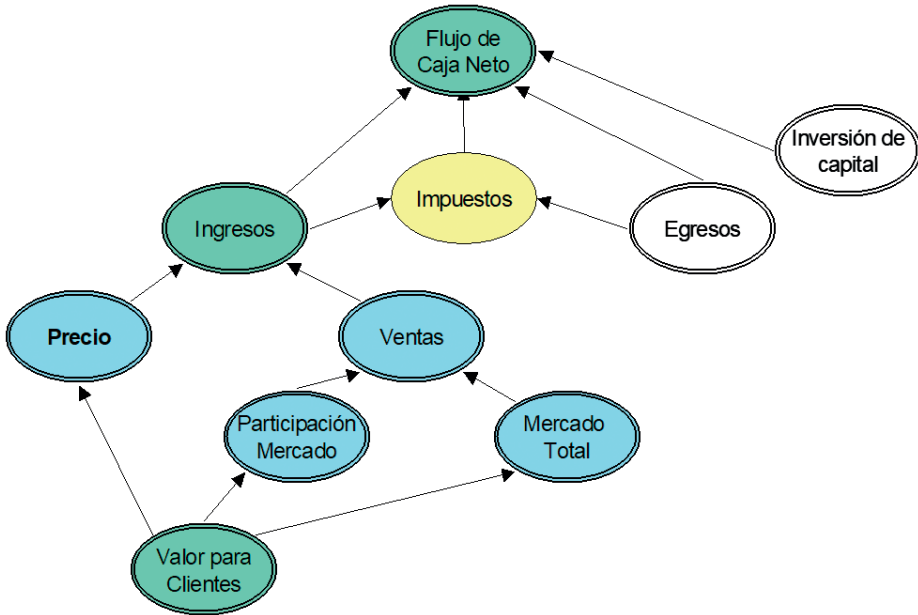 Flujo de
Caja Neto
Inversión de
capital
Impuestos
Ingresos
Egresos
Precio
Ventas
Participación
Mercado
Mercado
Total
Valor para
Clientes